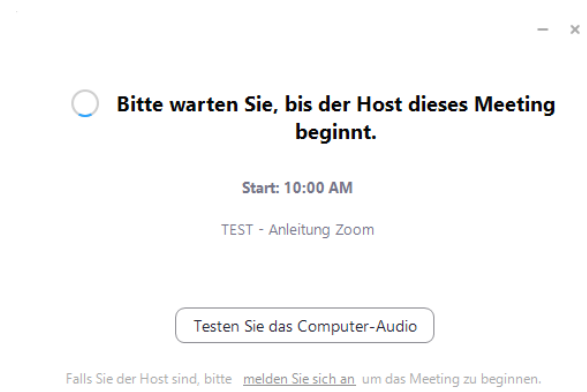 Bitte warten Sie, bis der Host dieses Meeting
beginnt.
Start: 10:00 AM
TEST - Anleitung Zoom
Testen Sie das Computer-Audio
Falls Sie der Host sind, bitte melden Sie sich an um das Meeting zu beginnen.